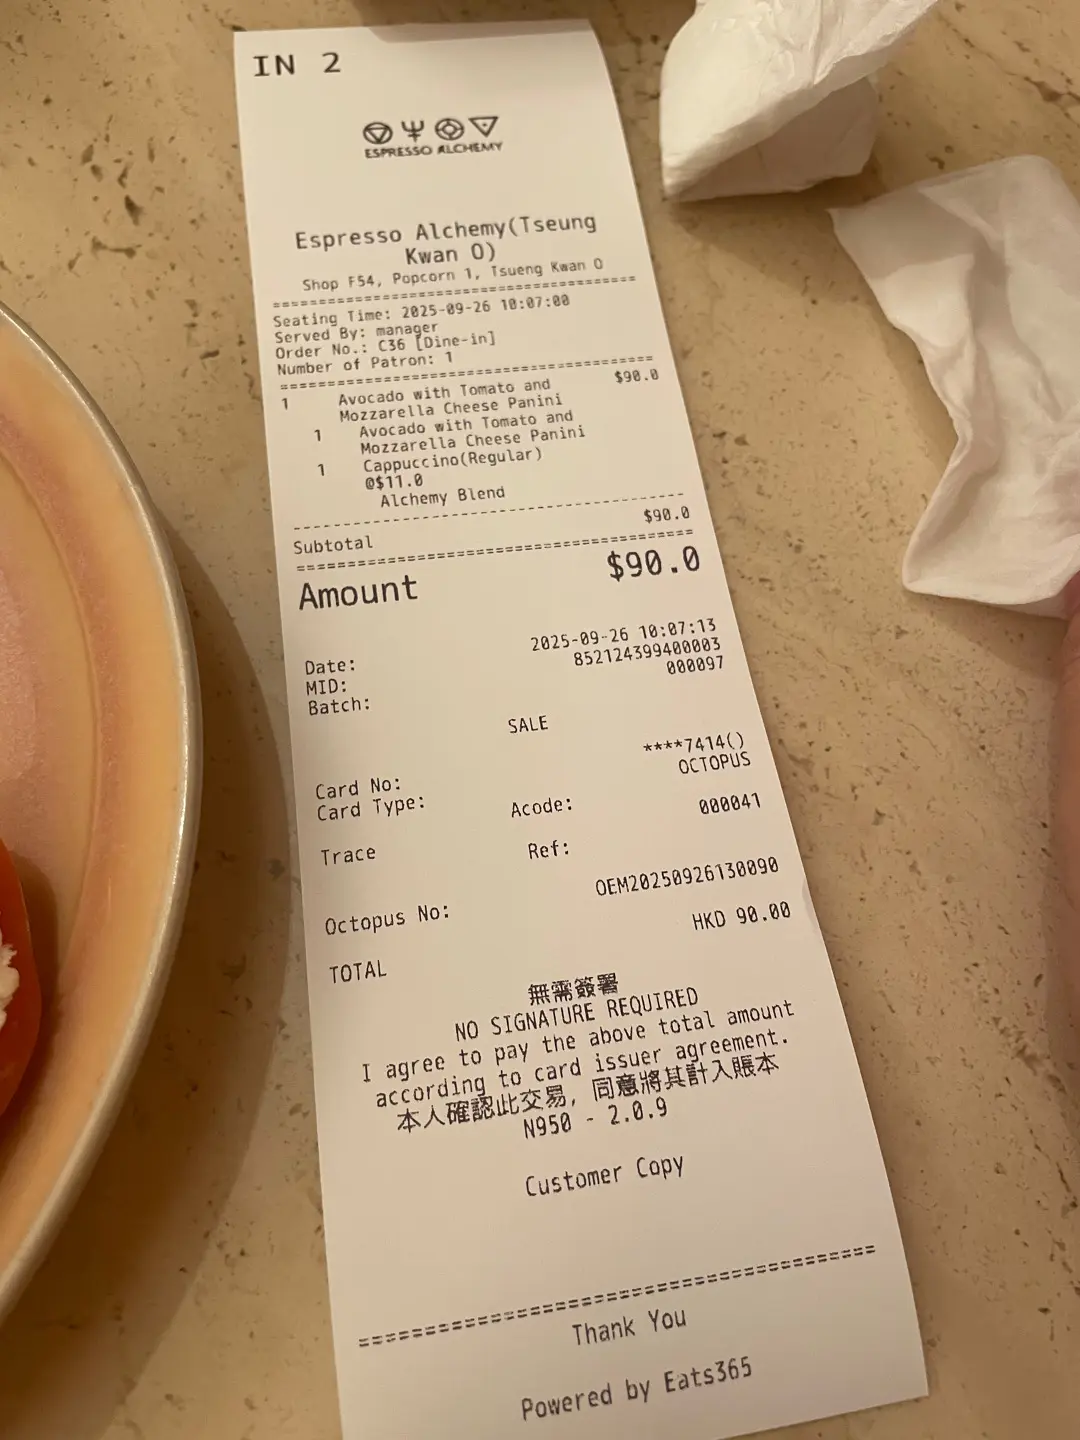 IN 2
ESPRESSO ALCHEMY
Espresso Alchemy(Tseung
Kwan O)
Shop F54, Popcorn 1, Tsueng Kwan O
======================================
Seating Time: 2025-09-26 10:07:00
Served By: manager
Order No.: C36 [Dine-in]
Number of Patron: 1
======================================
1 Avocado with Tomato and $90.0
Mozzarella Cheese Panini
1 Avocado with Tomato and
Mozzarella Cheese Panini
1 Cappuccino(Regular)
@$11.0
Alchemy Blend
--------------------------------------
Subtotal $90.0
======================================
Amount $90.0
Date: 2025-09-26 10:07:13
MID: 852124399400003
Batch: 000097
SALE
Card No: ****7414()
Card Type: OCTOPUS
Acode:
Trace 000041
Ref:
Octopus No: OEM20250926130090
TOTAL HKD 90.00
無需簽署
NO SIGNATURE REQUIRED
I agree to pay the above total amount
according to card issuer agreement.
本人確認此交易, 同意將其計入賬本
N950 - 2.0.9
Customer Copy
======================================
Thank You
Powered by Eats365